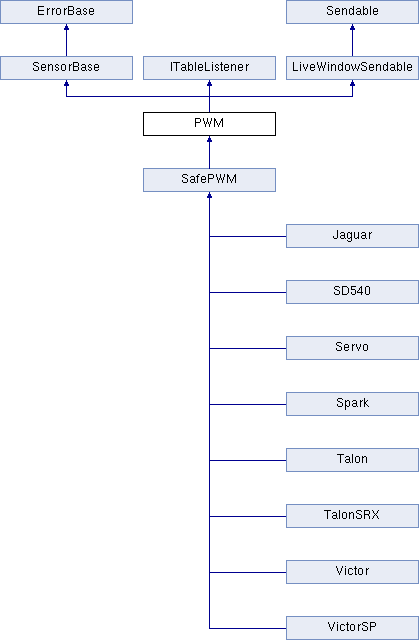 ErrorBase
Sendable
SensorBase
ITableListener
LiveWindowSendable
PWM
SafePWM
Jaguar
SD540
Servo
Spark
Talon
TalonSRX
Victor
VictorSP